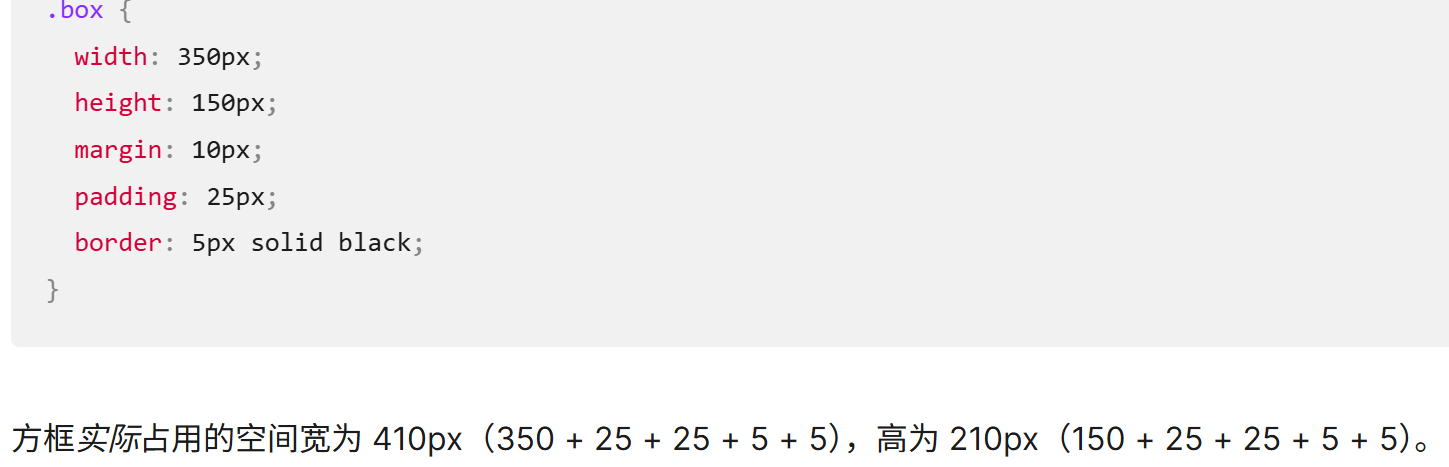 .box {
width: 350px;
height: 150px;
margin: 10px;
padding: 25px;
border: 5px solid black;
}
方框实际占用的空间宽为 410px（350 + 25 + 25 + 5 + 5），高为 210px（150 + 25 + 25 + 5 + 5）。